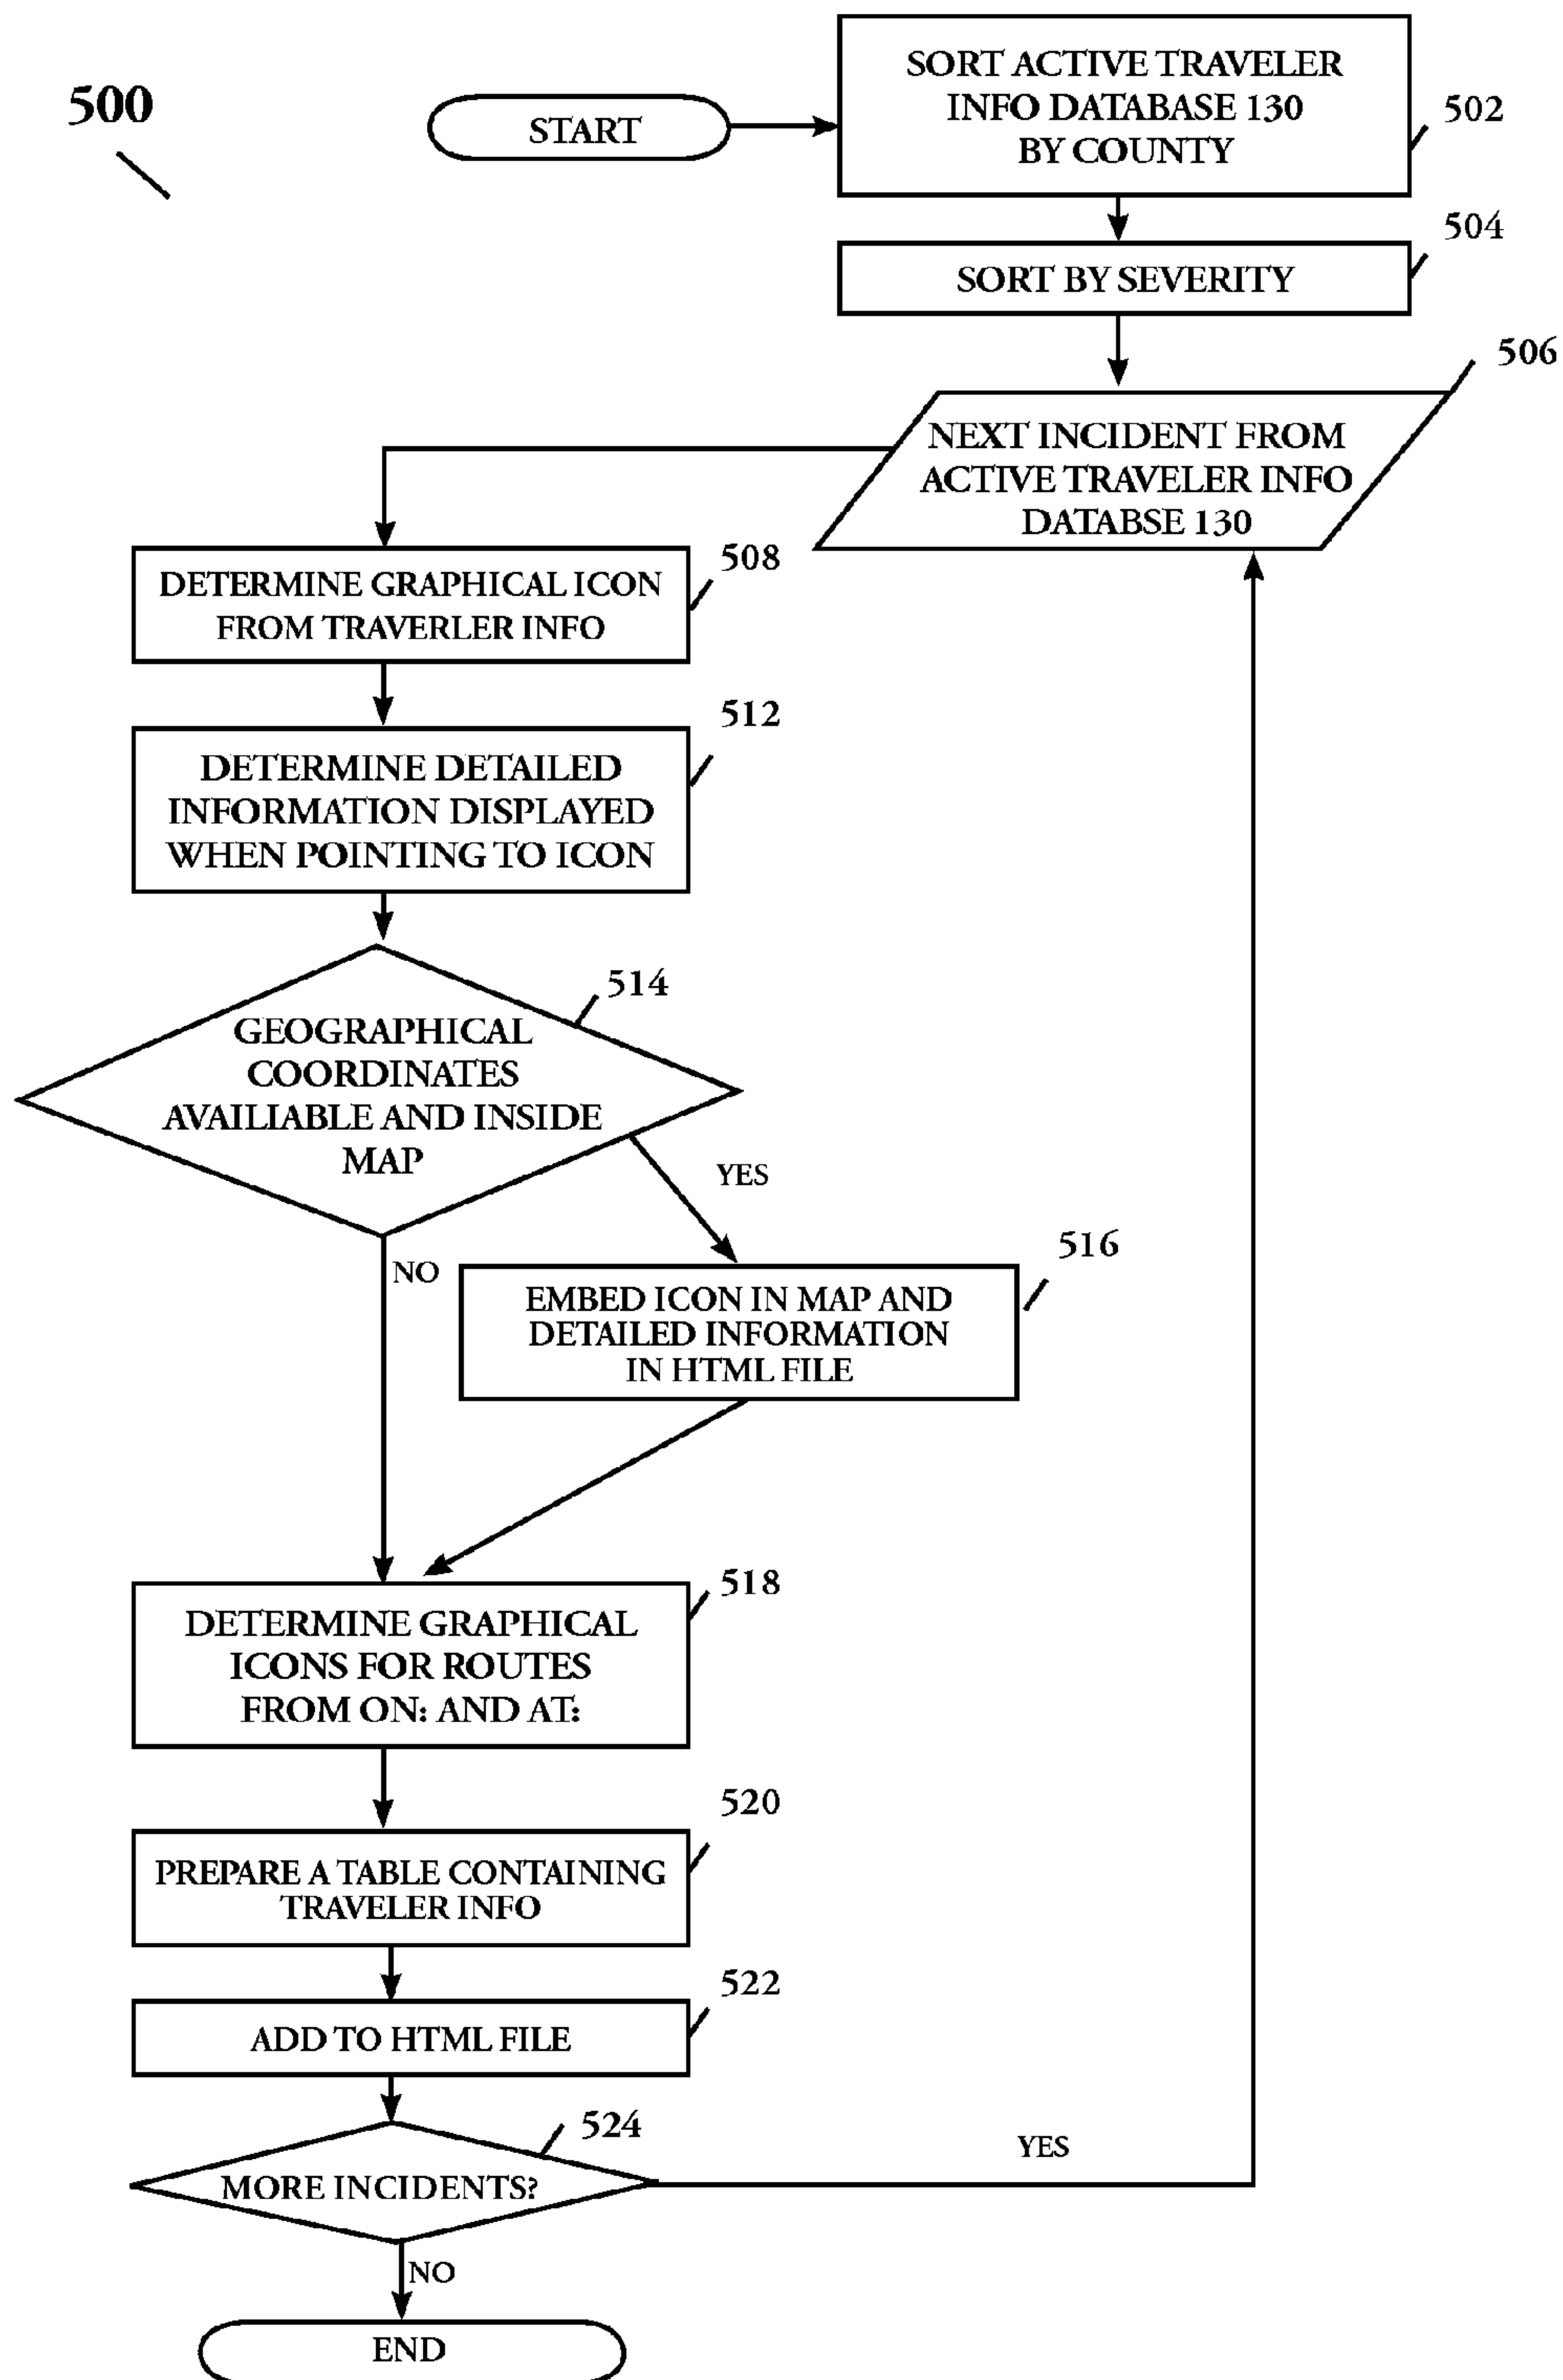 500
START
SORT ACTIVE TRAVELER
INFO DATABASE 130
BY COUNTY
502
SORT BY SEVERITY
504
NEXT INCIDENT FROM
ACTIVE TRAVELER INFO
DATABSE 130
506
DETERMINE GRAPHICAL ICON
FROM TRAVERLER INFO
508
DETERMINE DETAILED
INFORMATION DISPLAYED
WHEN POINTING TO ICON
512
GEOGRAPHICAL
COORDINATES
AVAILIABLE AND INSIDE
MAP
514
YES
NO
EMBED ICON IN MAP AND
DETAILED INFORMATION
IN HTML FILE
516
DETERMINE GRAPHICAL
ICONS FOR ROUTES
FROM ON: AND AT:
518
PREPARE A TABLE CONTAINING
TRAVELER INFO
520
ADD TO HTML FILE
522
MORE INCIDENTS?
524
YES
NO
END